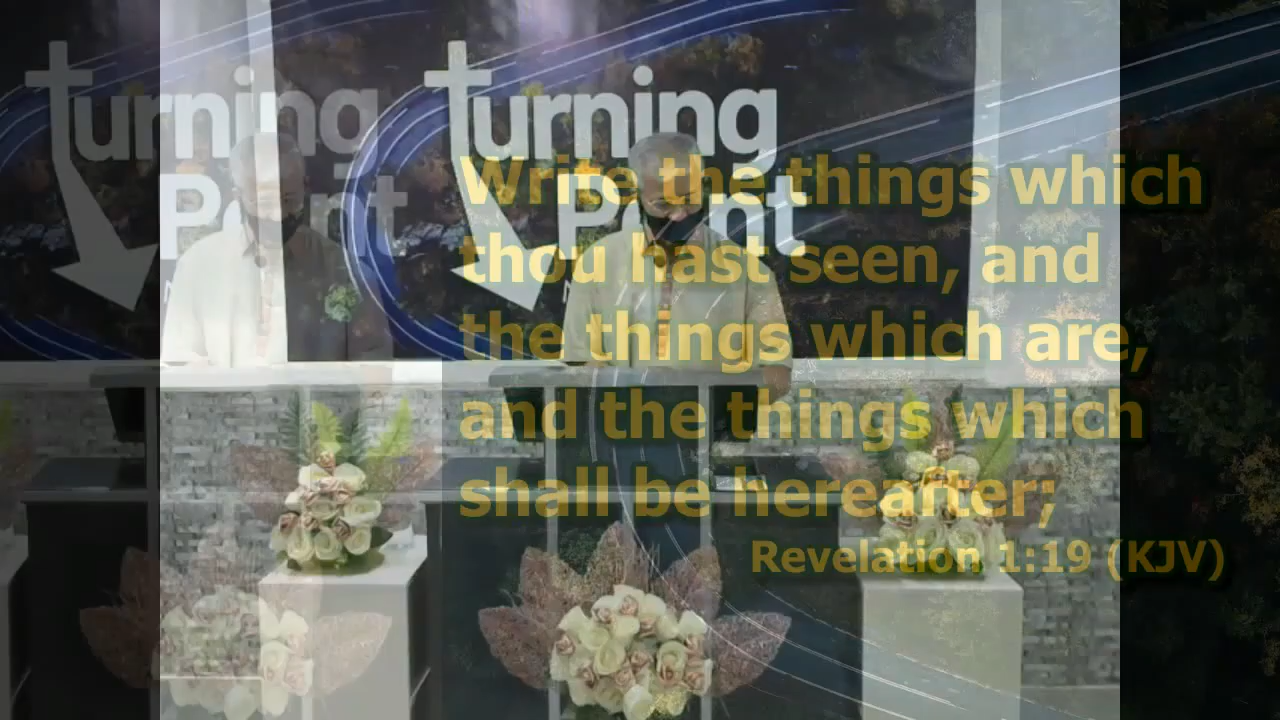 turning
Point
turning
Point
N
Write the things which
thou hast seen, and
the things which are,
and the things which
shall be hereafter;
Revelation 1:19 (KJV)